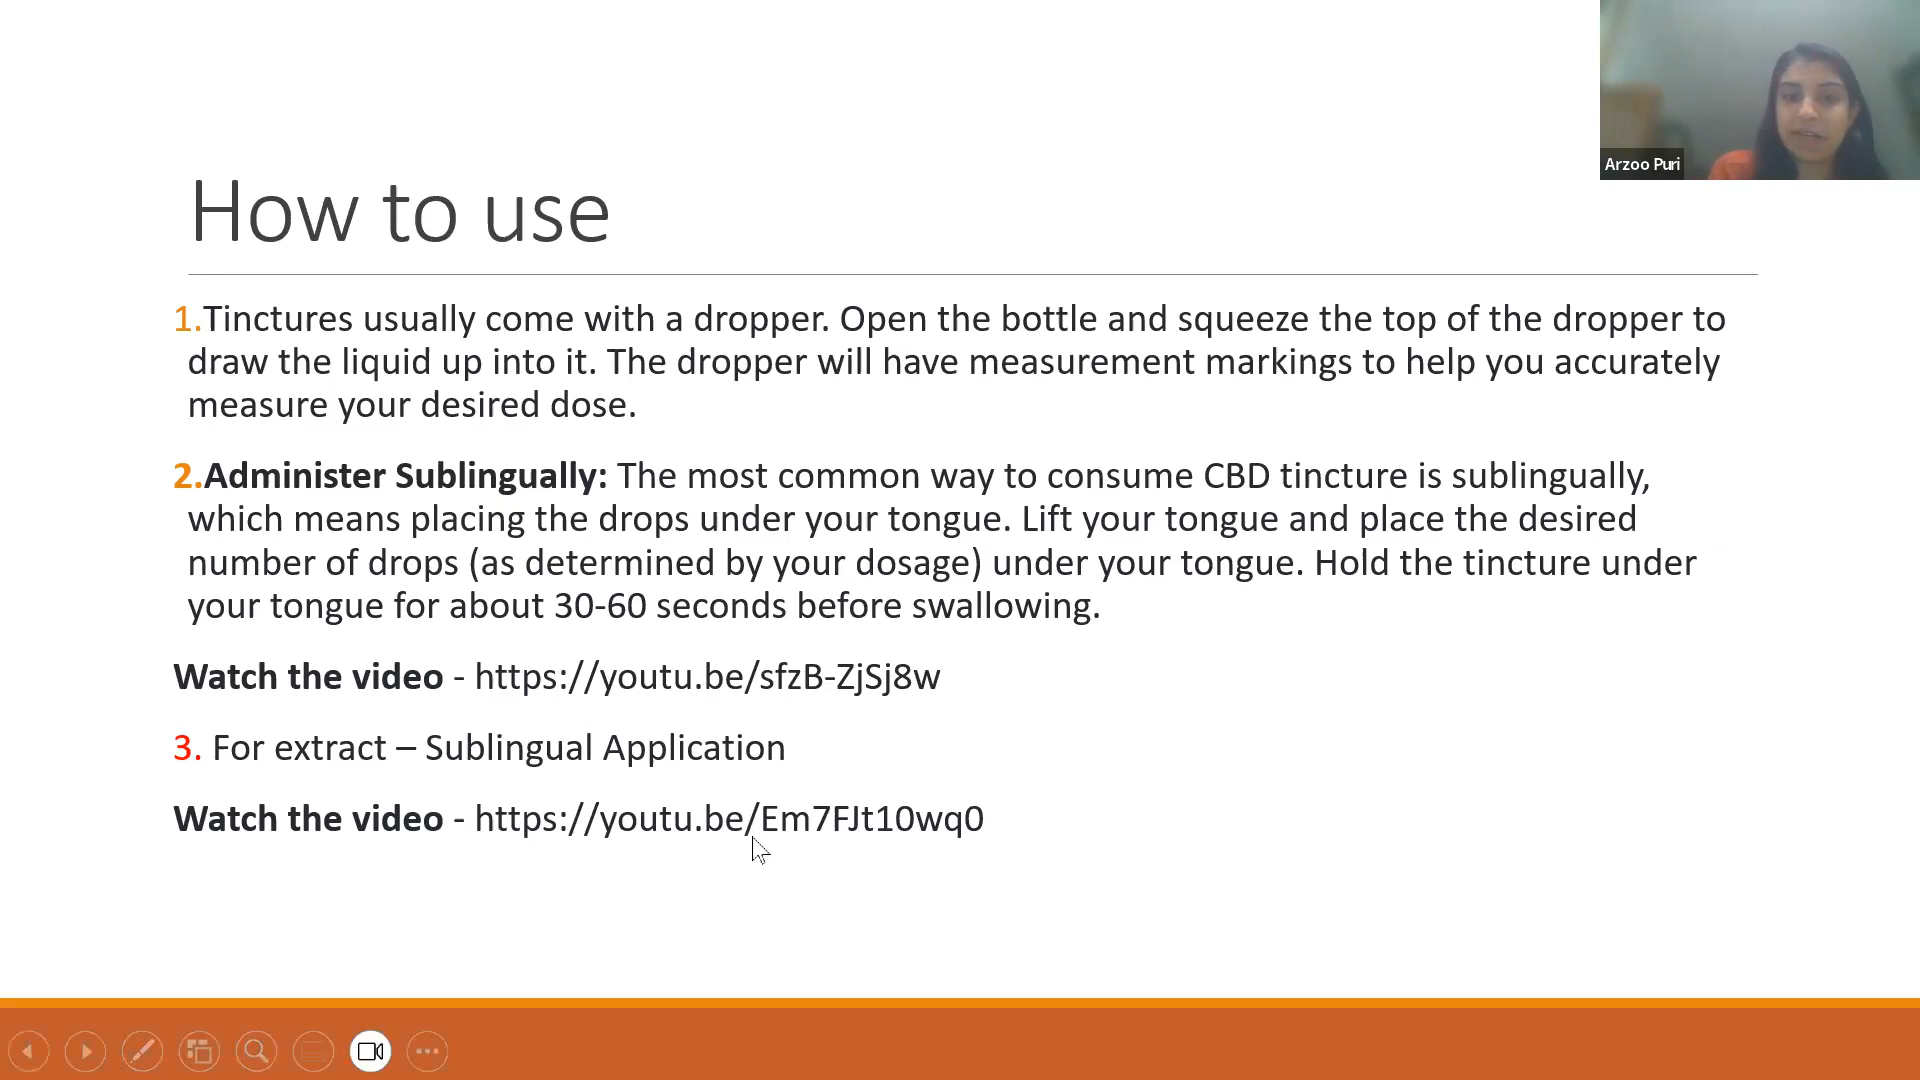 Arzoo Puri
How to use
1.Tinctures usually come with a dropper. Open the bottle and squeeze the top of the dropper to
draw the liquid up into it. The dropper will have measurement markings to help you accurately
measure your desired dose.
2.Administer Sublingually: The most common way to consume CBD tincture is sublingually,
which means placing the drops under your tongue. Lift your tongue and place the desired
number of drops (as determined by your dosage) under your tongue. Hold the tincture under
your tongue for about 30-60 seconds before swallowing.
Watch the video - https://youtu.be/sfzB-ZjSj8w
3. For extract – Sublingual Application
Watch the video - https://youtu.be/Em7FJt10wq0